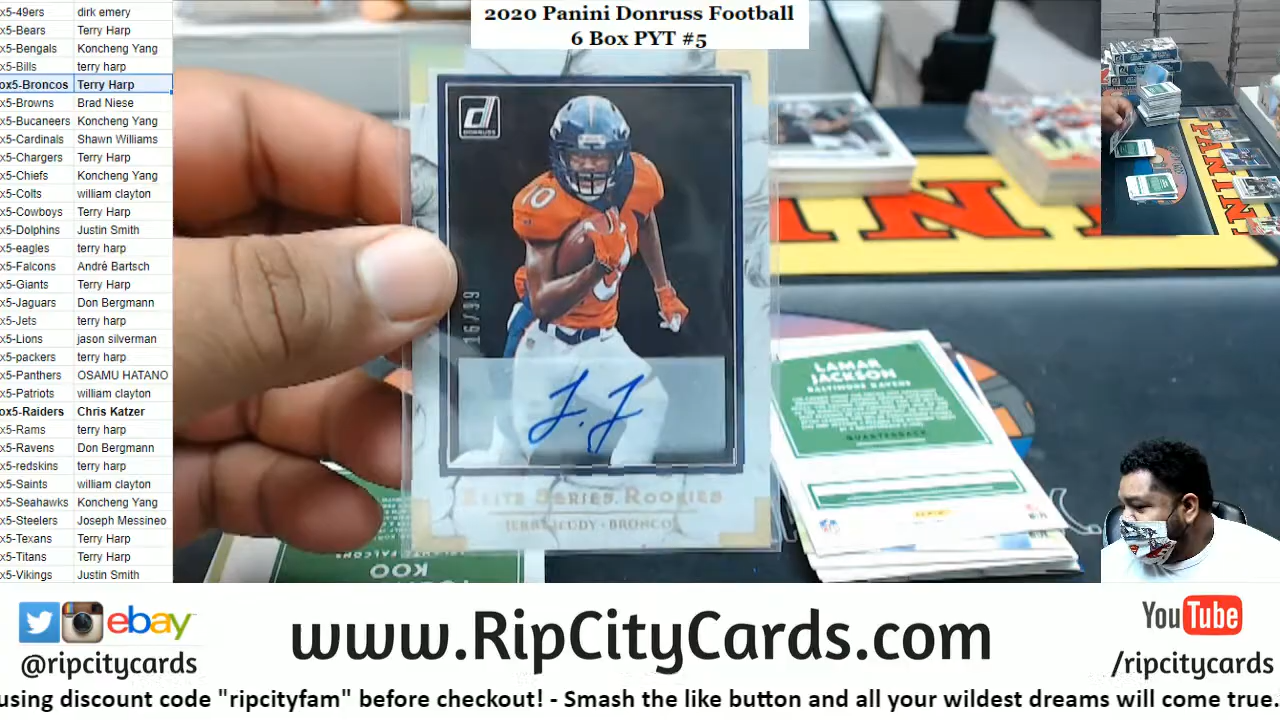 2020 Panini Donruss Football
6 Box PYT #5
x5-49ers dirk emery
x5-Bears Terry Harp
x5-Bengals Koncheng Yang
x5-Bills terry harp
ox5-Broncos Terry Harp
x5-Browns Brad Niese
x5-Bucaneers Koncheng Yang
x5-Cardinals Shawn Williams
x5-Chargers Terry Harp
x5-Chiefs Koncheng Yang
x5-Colts william clayton
x5-Cowboys Terry Harp
x5-Dolphins Justin Smith
x5-eagles terry harp
x5-Falcons André Bartsch
x5-Giants Terry Harp
x5-Jaguars Don Bergmann
x5-Jets terry harp
x5-Lions jason silverman
x5-packers terry harp
x5-Panthers OSAMU HATANO
x5-Patriots william clayton
ox5-Raiders Chris Katzer
x5-Rams terry harp
x5-Ravens Don Bergmann
x5-redskins terry harp
x5-Saints william clayton
x5-Seahawks Koncheng Yang
x5-Steelers Joseph Messineo
x5-Texans Terry Harp
x5-Titans Terry Harp
x5-Vikings Justin Smith
d
DONRUSS
10
16/99
J. J
ELITE SERIES ROOKIES
JERRY JEUDY · BRONCOS
LAMAR
JACKSON
BALTIMORE RAVENS
QUARTERBACK
KOO
PANINI
ebay
@ripcitycards
www.RipCityCards.com
YouTube
/ripcitycards
using discount code "ripcityfam" before checkout! - Smash the like button and all your wildest dreams will come true.